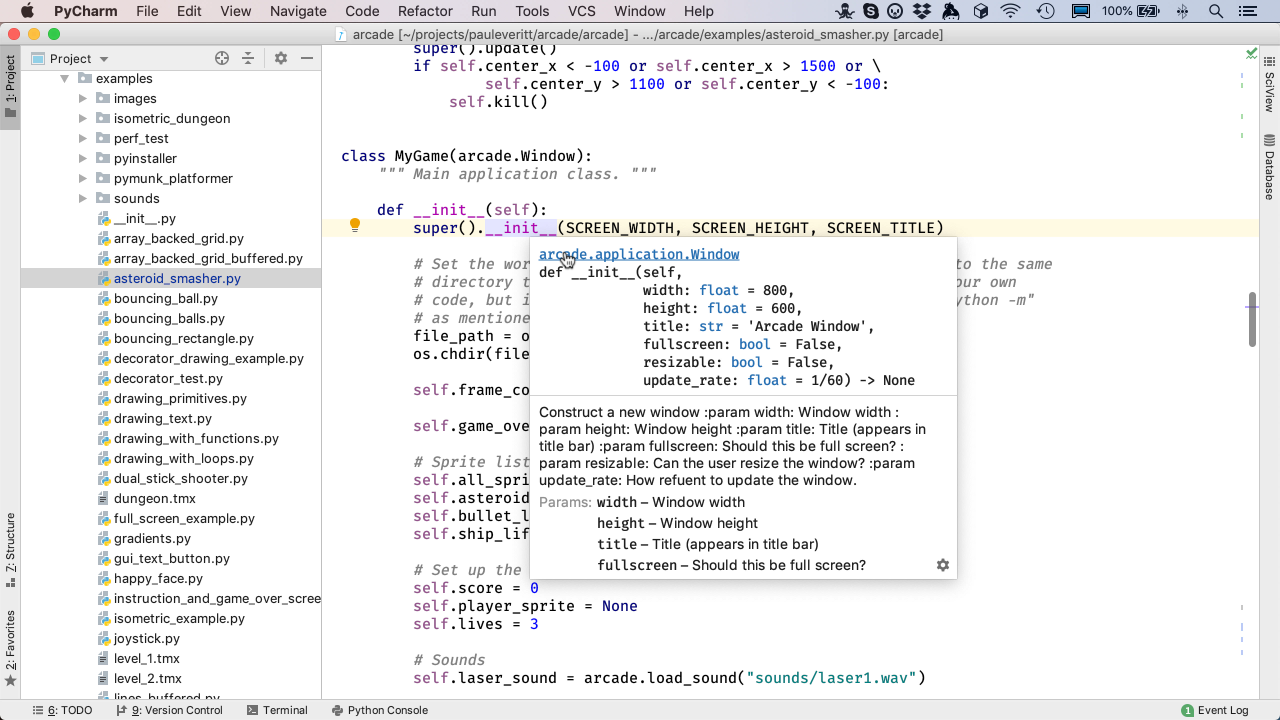 PyCharm File Edit View Navigate Code Refactor Run Tools VCS Window Help 100%
arcade [~/projects/pauleveritt/arcade/arcade] - .../arcade/examples/asteroid_smasher.py [arcade]
1: Project
7: Structure
2: Favorites
Project
examples
images
isometric_dungeon
perf_test
pyinstaller
pymunk_platformer
sounds
__init__.py
array_backed_grid.py
array_backed_grid_buffered.py
asteroid_smasher.py
bouncing_ball.py
bouncing_balls.py
bouncing_rectangle.py
decorator_drawing_example.py
decorator_test.py
drawing_primitives.py
drawing_text.py
drawing_with_functions.py
drawing_with_loops.py
dual_stick_shooter.py
dungeon.tmx
full_screen_example.py
gradients.py
gui_text_button.py
happy_face.py
instruction_and_game_over_scree
isometric_example.py
joystick.py
level_1.tmx
level_2.tmx
lines_buffered.py
super().update()
if self.center_x < -100 or self.center_x > 1500 or \
self.center_y > 1100 or self.center_y < -100:
self.kill()
class MyGame(arcade.Window):
""" Main application class. """
def __init__(self):
super().__init__(SCREEN_WIDTH, SCREEN_HEIGHT, SCREEN_TITLE)
# Set the wor to the same
# directory t our own
# code, but i ython -m"
# as mentione
file_path = o
os.chdir(file
self.frame_co
self.game_ove
# Sprite list
self.all_spri
self.asteroid
self.bullet_l
self.ship_lif
# Set up the
self.score = 0
self.player_sprite = None
self.lives = 3
# Sounds
self.laser_sound = arcade.load_sound("sounds/laser1.wav")
arcade.application.Window
def __init__(self,
width: float = 800,
height: float = 600,
title: str = 'Arcade Window',
fullscreen: bool = False,
resizable: bool = False,
update_rate: float = 1/60) -> None
Construct a new window :param width: Window width :
param height: Window height :param title: Title (appears in
title bar) :param fullscreen: Should this be full screen? :
param resizable: Can the user resize the window? :param
update_rate: How refuent to update the window.
Params: width – Window width
height – Window height
title – Title (appears in title bar)
fullscreen – Should this be full screen?
SciView
Database
6: TODO 9: Version Control Terminal Python Console 1 Event Log